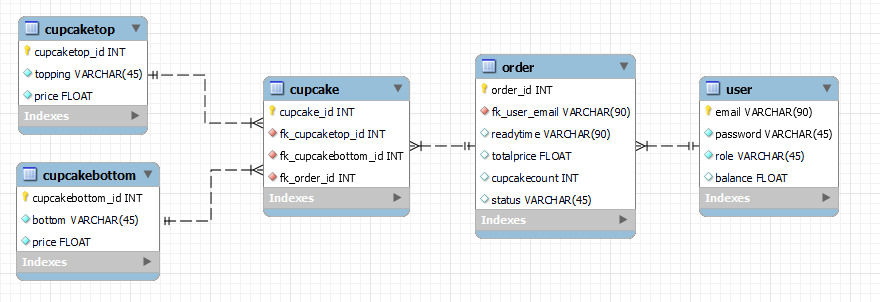 cupcaketop
cupcaketop_id INT
topping VARCHAR(45)
price FLOAT
Indexes
cupcakebottom
cupcakebottom_id INT
bottom VARCHAR(45)
price FLOAT
Indexes
cupcake
cupcake_id INT
fk_cupcaketop_id INT
fk_cupcakebottom_id INT
fk_order_id INT
Indexes
order
order_id INT
fk_user_email VARCHAR(90)
readytime VARCHAR(90)
totalprice FLOAT
cupcakecount INT
status VARCHAR(45)
Indexes
user
email VARCHAR(90)
password VARCHAR(45)
role VARCHAR(45)
balance FLOAT
Indexes